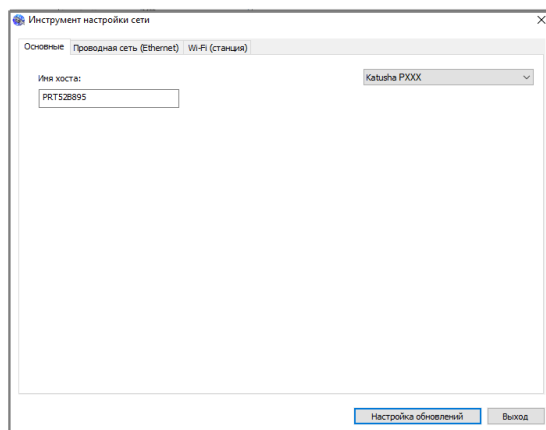 Инструмент настройки сети
Основные Проводная сеть (Ethernet) Wi-Fi (станция)
Имя хоста: Katusha PXXX
PRT52B895
Настройка обновлений Выход